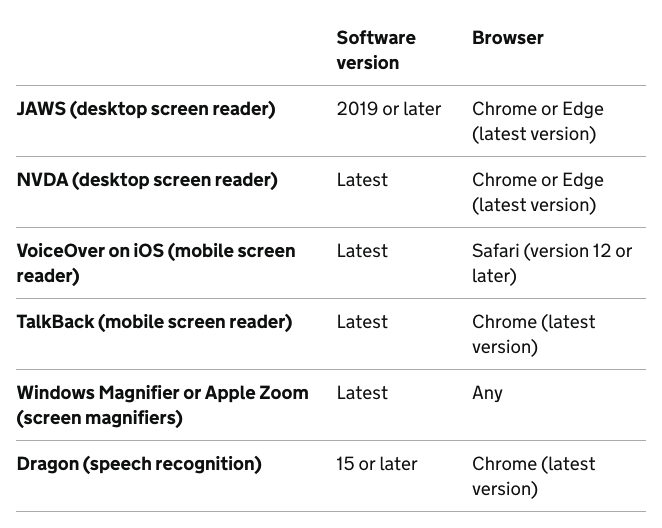 Software version Browser
JAWS (desktop screen reader) 2019 or later Chrome or Edge (latest version)
NVDA (desktop screen reader) Latest Chrome or Edge (latest version)
VoiceOver on iOS (mobile screen reader) Latest Safari (version 12 or later)
TalkBack (mobile screen reader) Latest Chrome (latest version)
Windows Magnifier or Apple Zoom (screen magnifiers) Latest Any
Dragon (speech recognition) 15 or later Chrome (latest version)